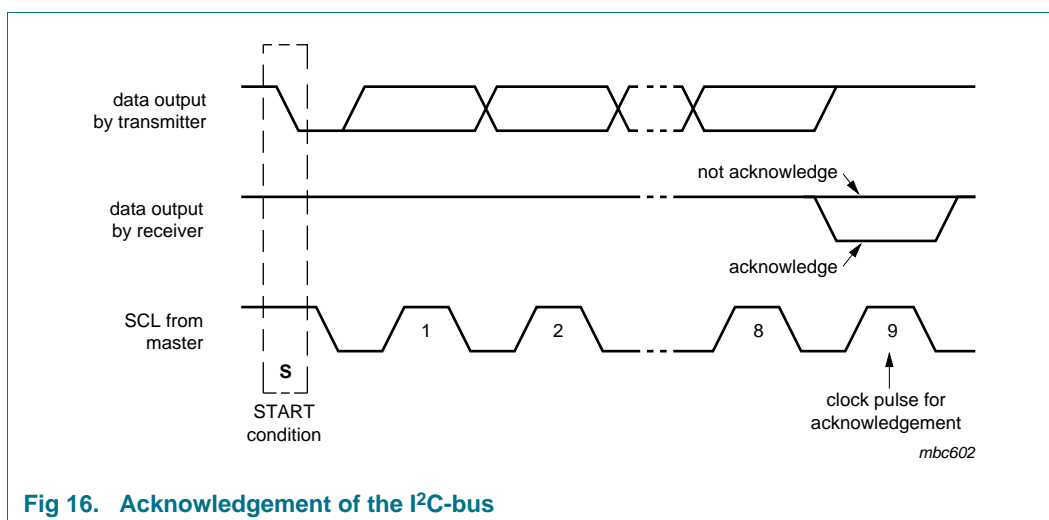 data output
by transmitter
not acknowledge
data output
by receiver
acknowledge
SCL from
master
1
2
8
9
S
START
condition
clock pulse for
acknowledgement
mbc602
Fig 16. Acknowledgement of the I²C-bus